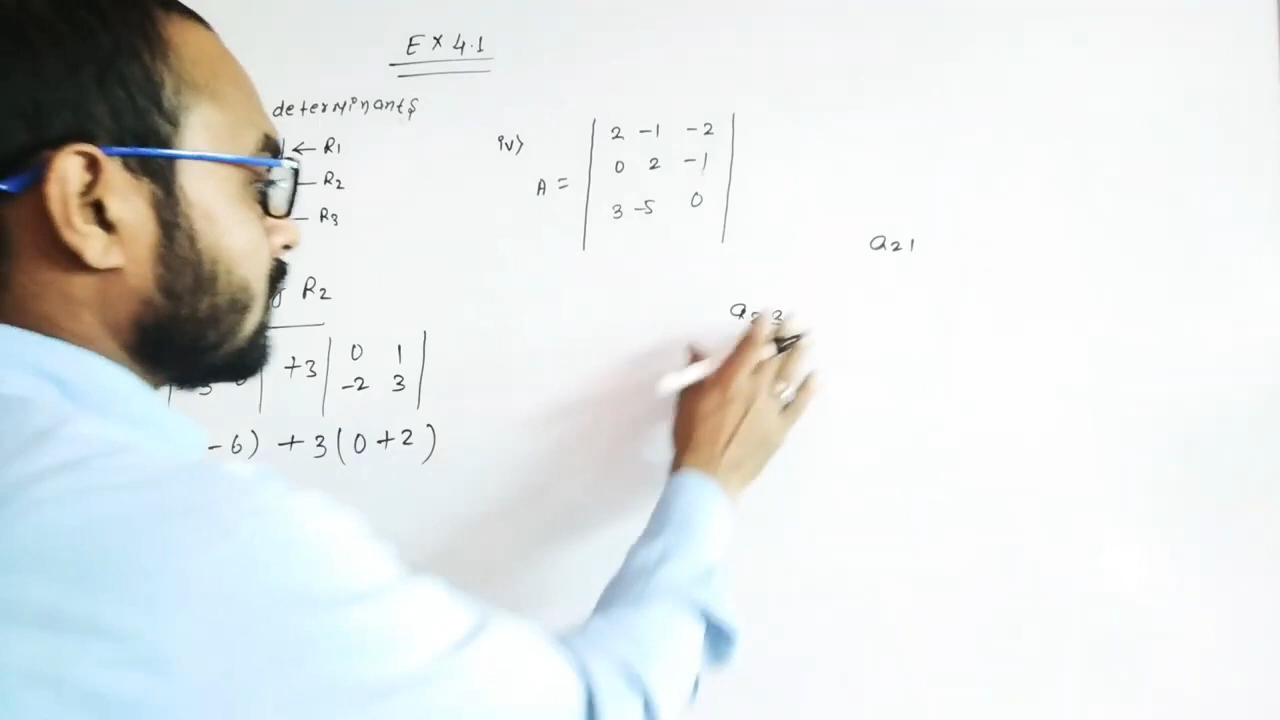 Ex 4.1
determinants
← R1
R2
R3
R2
+3 | 0 1 |
| -2 3 |
-6) +3(0+2)
iv)
A = | 2 -1 -2 |
| 0 2 -1 |
| 3 -5 0 |
a21